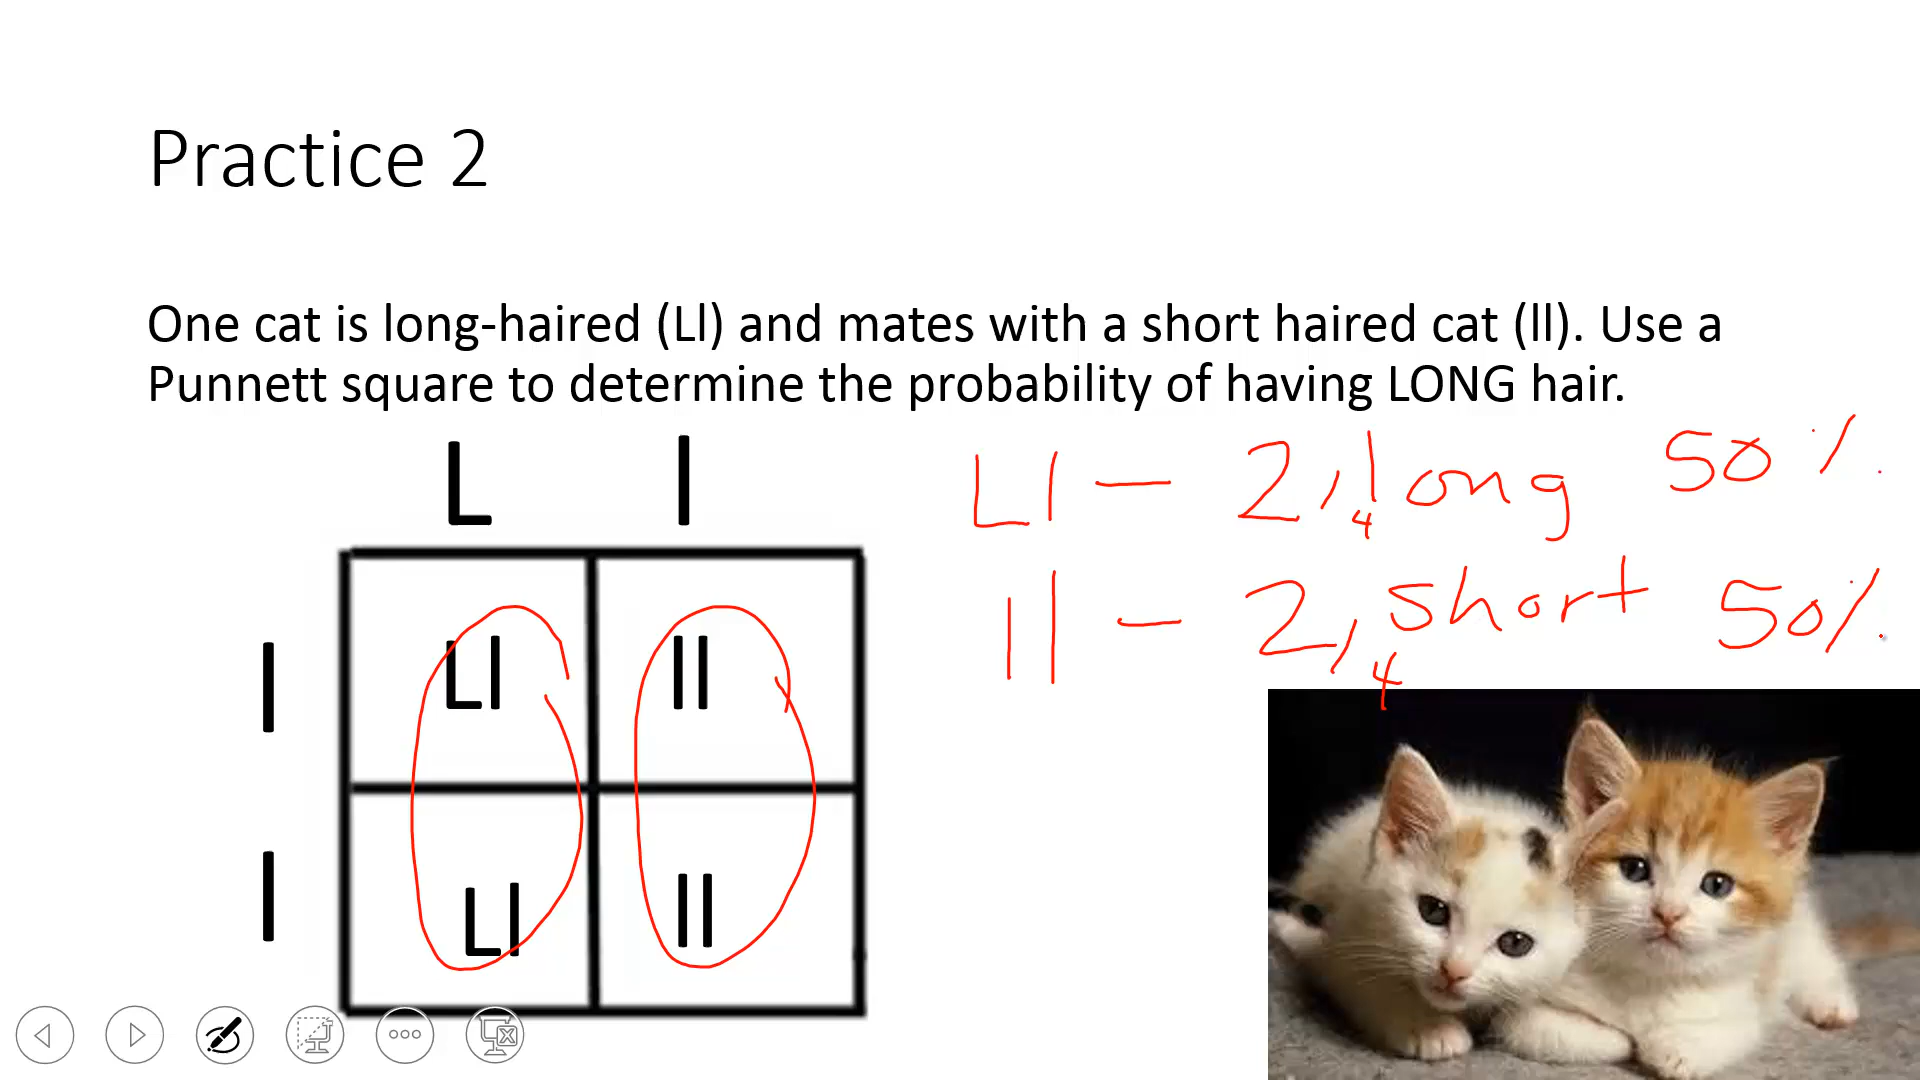 Practice 2
One cat is long-haired (Ll) and mates with a short haired cat (ll). Use a
Punnett square to determine the probability of having LONG hair.
L l
Ll - 2/4 long 50%
ll - 2/4 short 50%
l Ll ll
l Ll ll